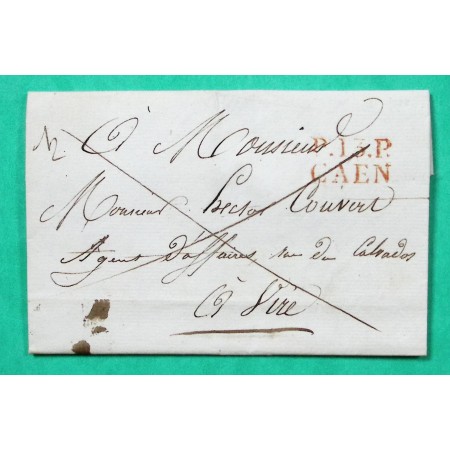 à Monsieur
P.13.P.
CAEN
Monsieur Hector Couvert
Agent d'affaires rue du Calvados
à Vire